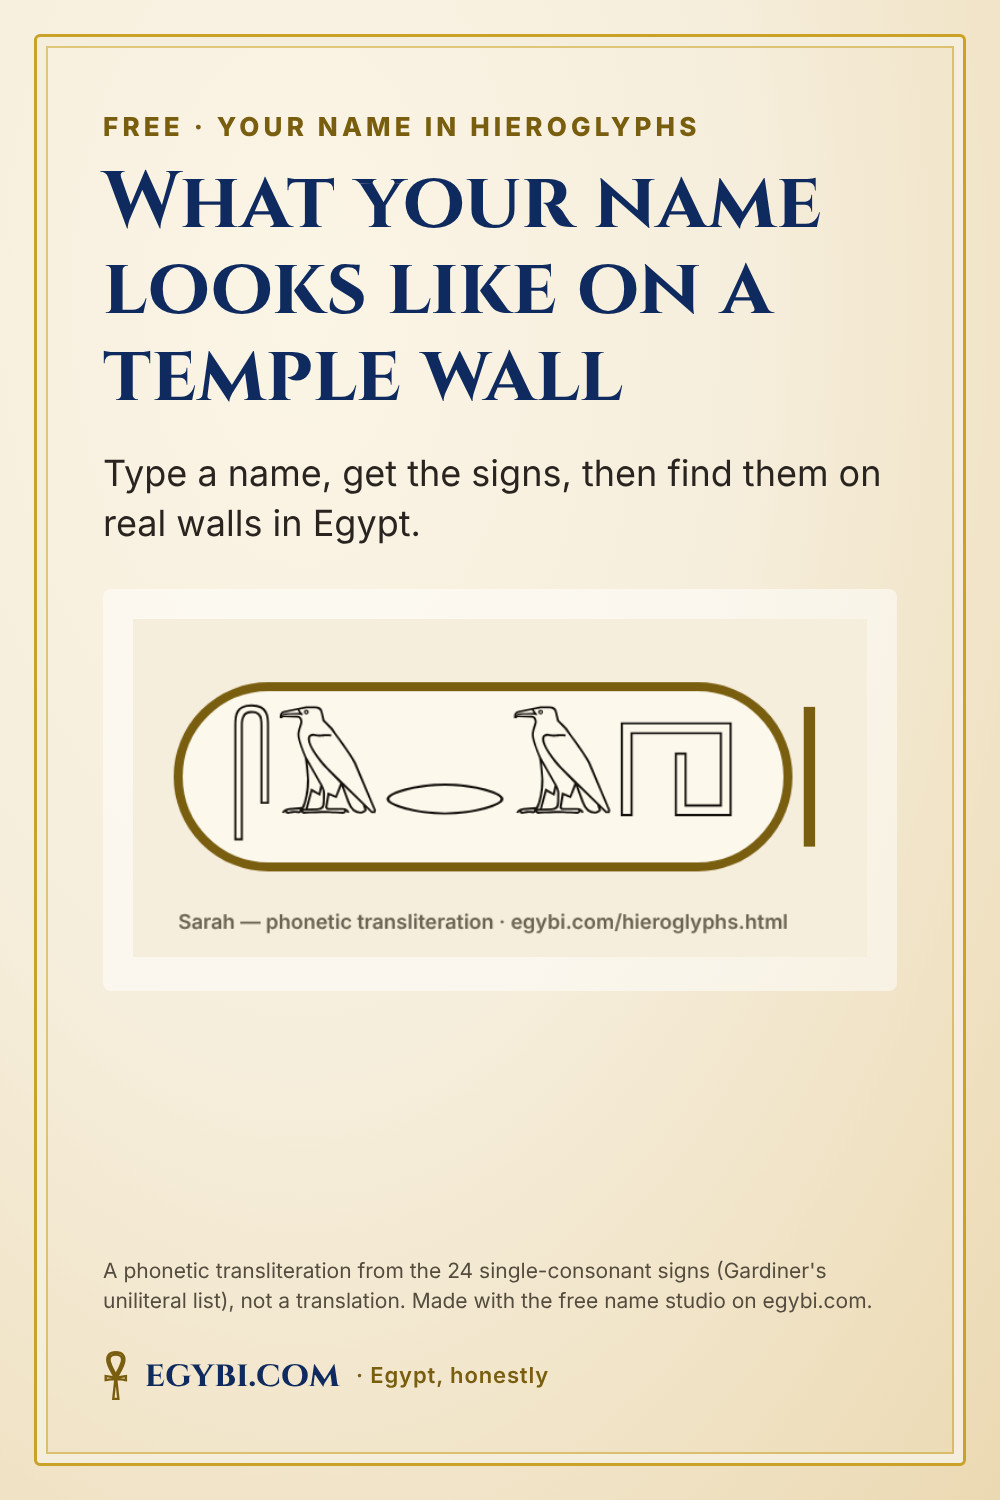 FREE · YOUR NAME IN HIEROGLYPHS
WHAT YOUR NAME
LOOKS LIKE ON A
TEMPLE WALL
Type a name, get the signs, then find them on
real walls in Egypt.
𓋴𓄿𓂋𓄿𓉔
Sarah — phonetic transliteration · egybi.com/hieroglyphs.html
A phonetic transliteration from the 24 single-consonant signs (Gardiner's
uniliteral list), not a translation. Made with the free name studio on egybi.com.
EGYBI.COM · Egypt, honestly